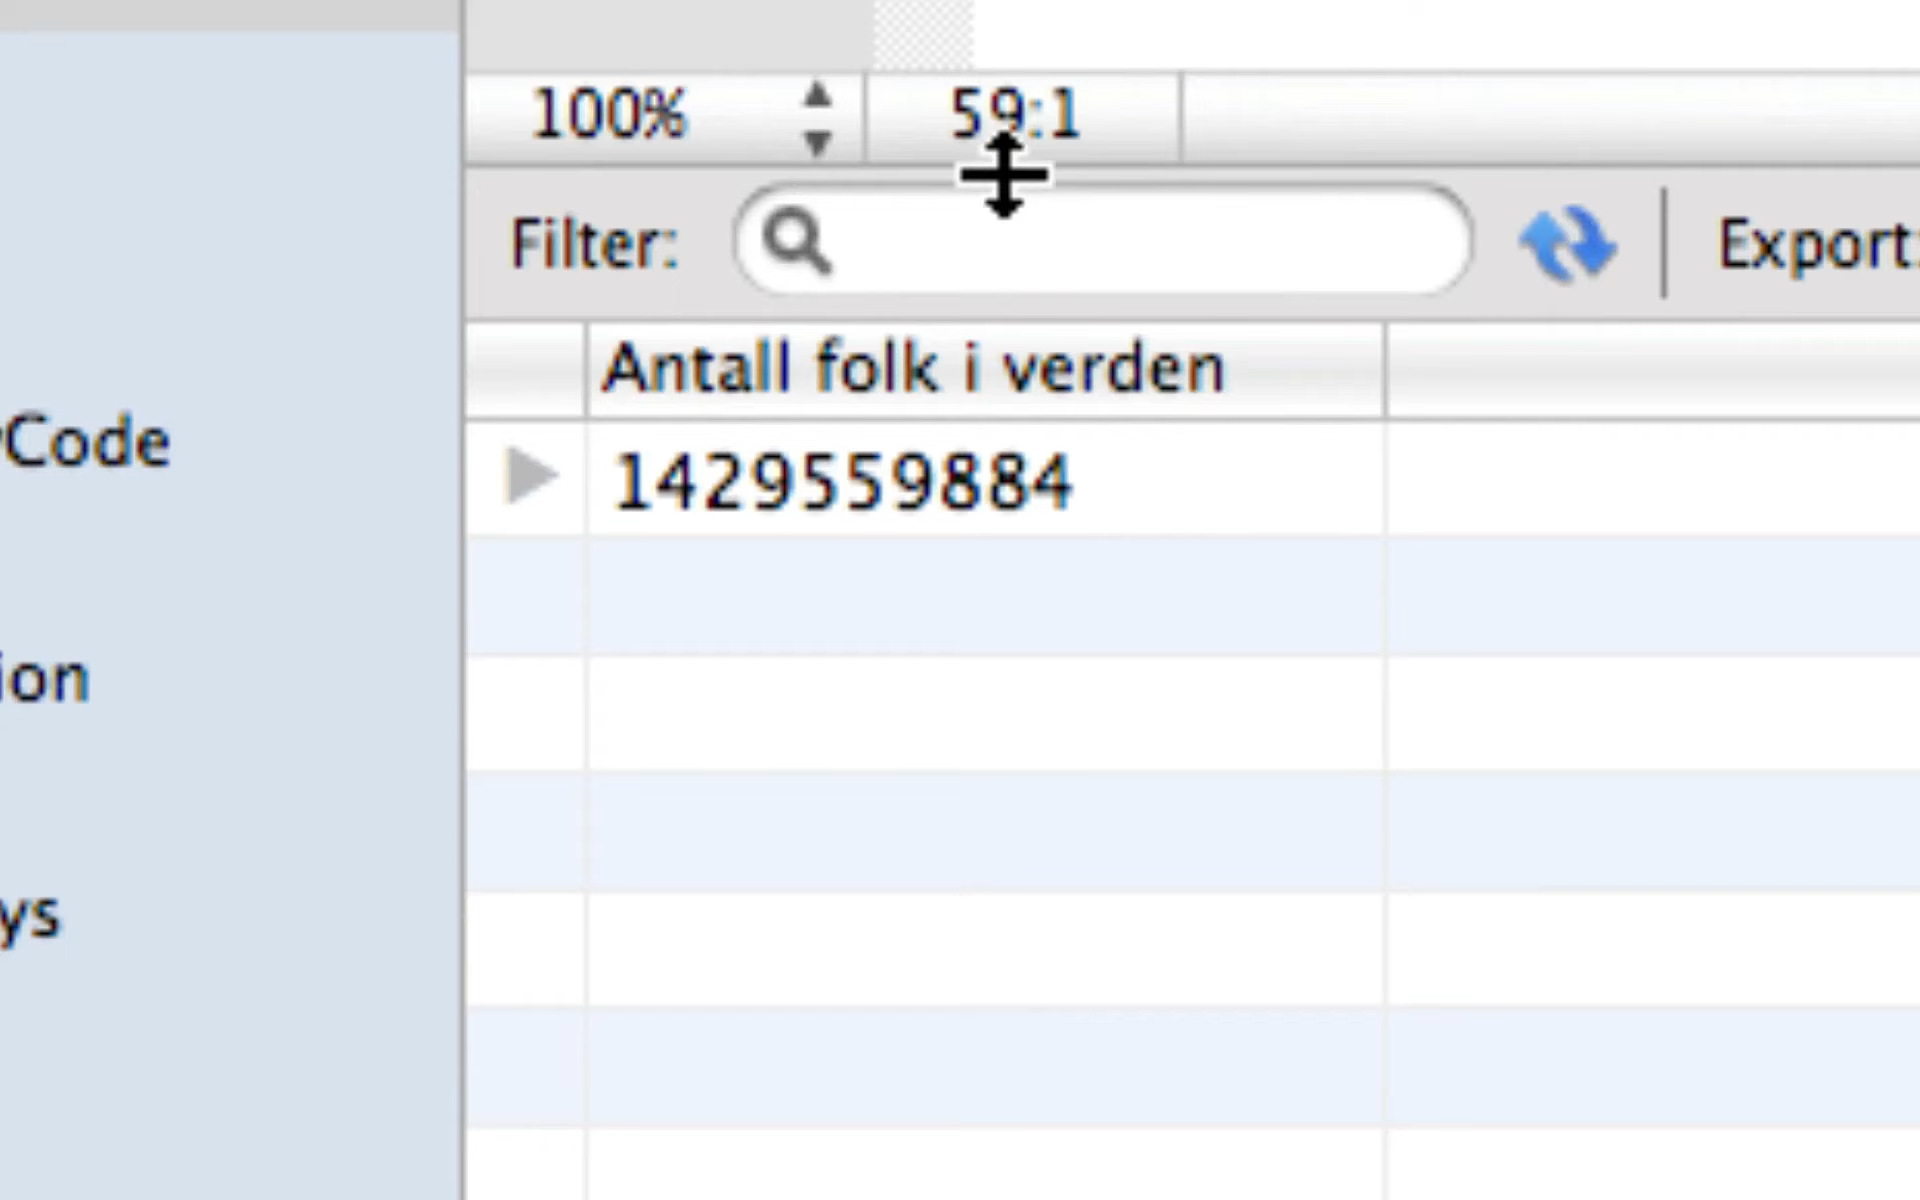 100% 59:1
Filter: Export:
Antall folk i verden
Code
1429559884
ion
ys